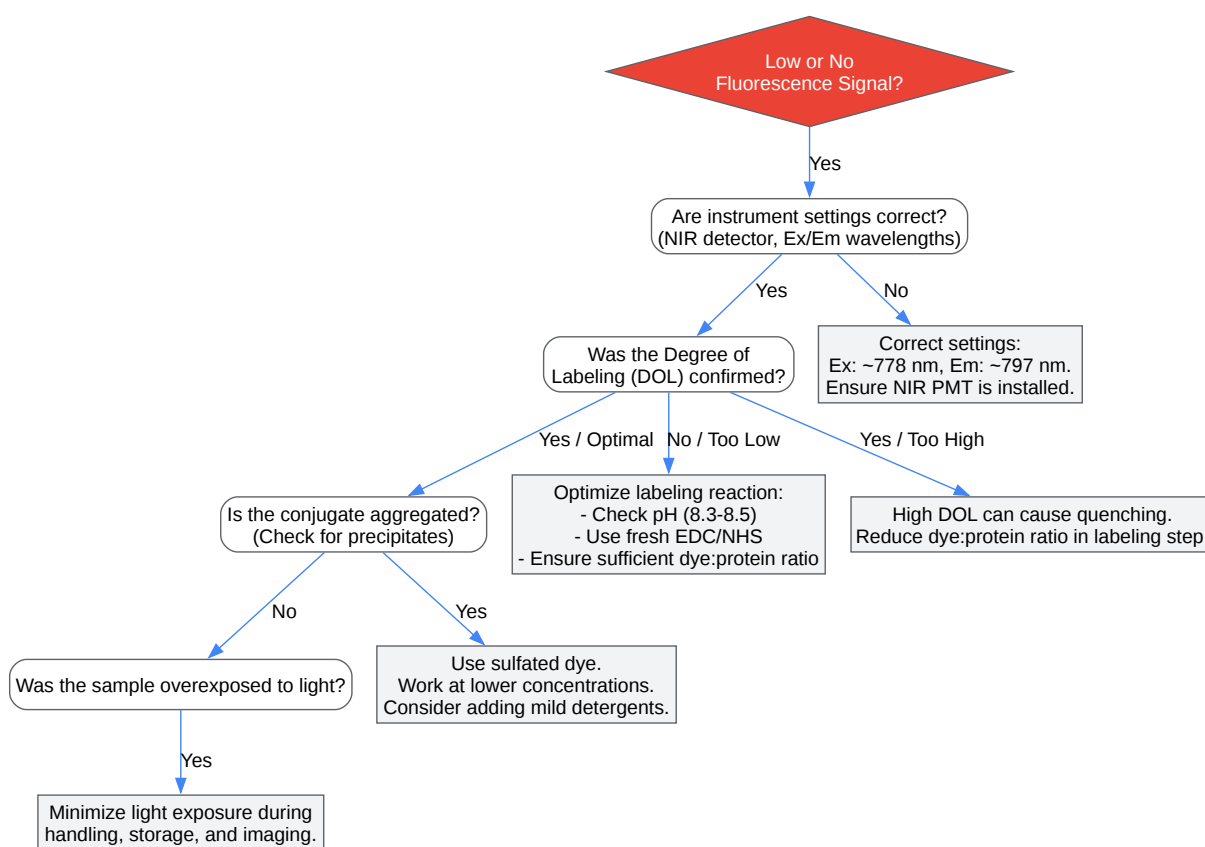 Low or No
Fluorescence Signal?
Yes
Are instrument settings correct?
(NIR detector, Ex/Em wavelengths)
Yes
No
Was the Degree of
Labeling (DOL) confirmed?
Correct settings:
Ex: ~778 nm, Em: ~797 nm.
Ensure NIR PMT is installed.
Yes / Optimal
No / Too Low
Yes / Too High
Is the conjugate aggregated?
(Check for precipitates)
Optimize labeling reaction:
- Check pH (8.3-8.5)
- Use fresh EDC/NHS
- Ensure sufficient dye:protein ratio
High DOL can cause quenching.
Reduce dye:protein ratio in labeling step.
No
Yes
Was the sample overexposed to light?
Use sulfated dye.
Work at lower concentrations.
Consider adding mild detergents.
Yes
Minimize light exposure during
handling, storage, and imaging.